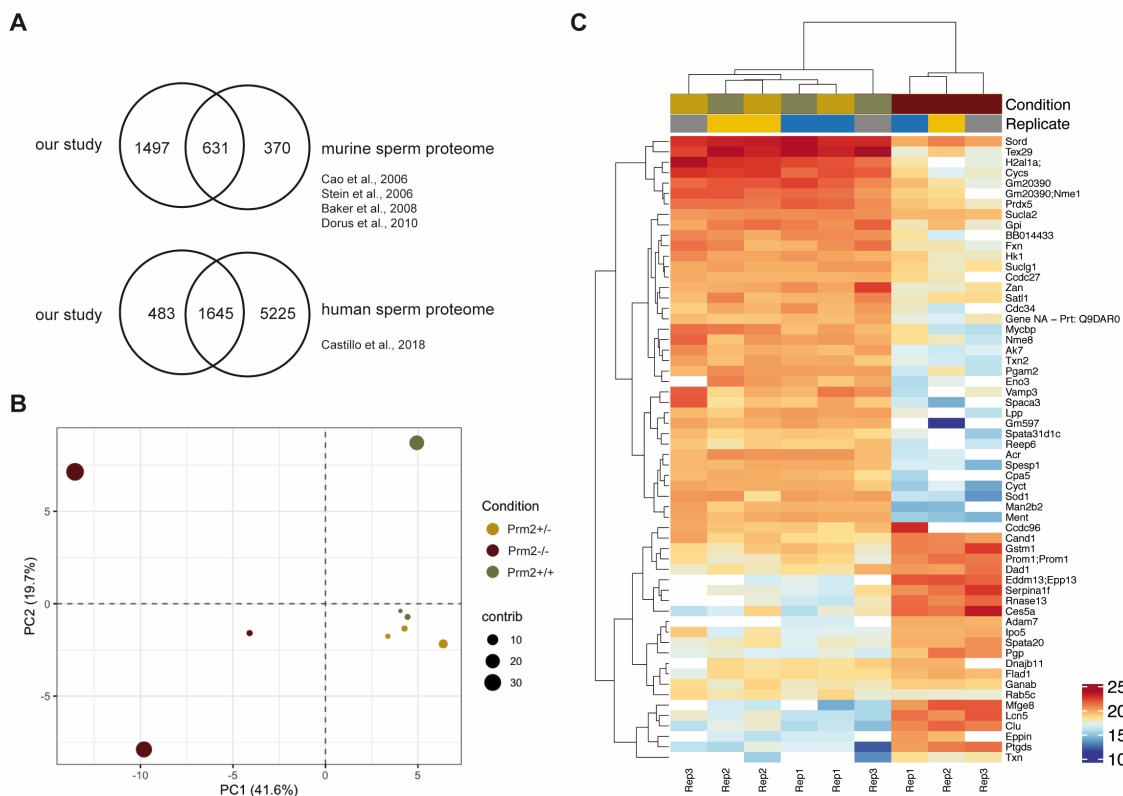 A
our study
1497
631
370
murine sperm proteome
Cao et al., 2006
Stein et al., 2006
Baker et al., 2008
Dorus et al., 2010
our study
483
1645
5225
human sperm proteome
Castillo et al., 2018
B
PC2 (19.7%)
5
0
-5
-10
-5
0
5
PC1 (41.6%)
Condition
Prm2+/-
Prm2-/-
Prm2+/+
contrib
10
20
30
C
Condition
Replicate
Sord
Tex29
H2al1a;
Cycs
Gm20390
Gm20390;Nme1
Prdx5
Sucla2
Gpi
BB014433
Fxn
Hk1
Suclg1
Ccdc27
Zan
Satl1
Cdc34
Gene NA − Prt: Q9DAR0
Mycbp
Nme8
Ak7
Txn2
Pgam2
Eno3
Vamp3
Spaca3
Lpp
Gm597
Spata31d1c
Reep6
Acr
Spesp1
Cpa5
Cyct
Sod1
Man2b2
Ment
Ccdc96
Cand1
Gstm1
Prom1;Prom1
Dad1
Eddm13;Epp13
Serpina1f
Rnase13
Ces5a
Adam7
Ipo5
Spata20
Pgp
Dnajb11
Flad1
Ganab
Rab5c
Mfge8
Lcn5
Clu
Eppin
Ptgds
Txn
Rep3
Rep2
Rep2
Rep1
Rep1
Rep3
Rep1
Rep2
Rep3
25
20
15
10